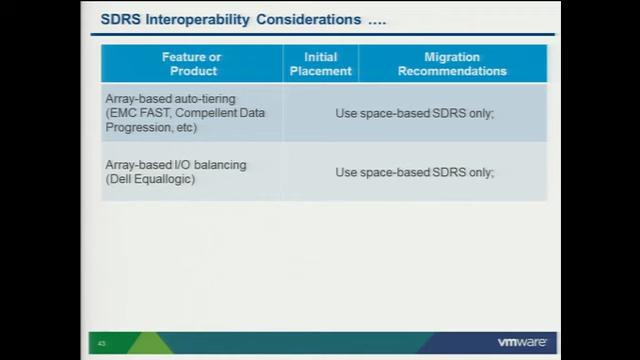 SDRS Interoperability Considerations ....
Feature or
Product
Initial
Placement
Migration
Recommendations
Array-based auto-tiering
(EMC FAST, Compellent Data
Progression, etc)
Use space-based SDRS only;
Array-based I/O balancing
(Dell Equallogic)
Use space-based SDRS only;
43
vmware